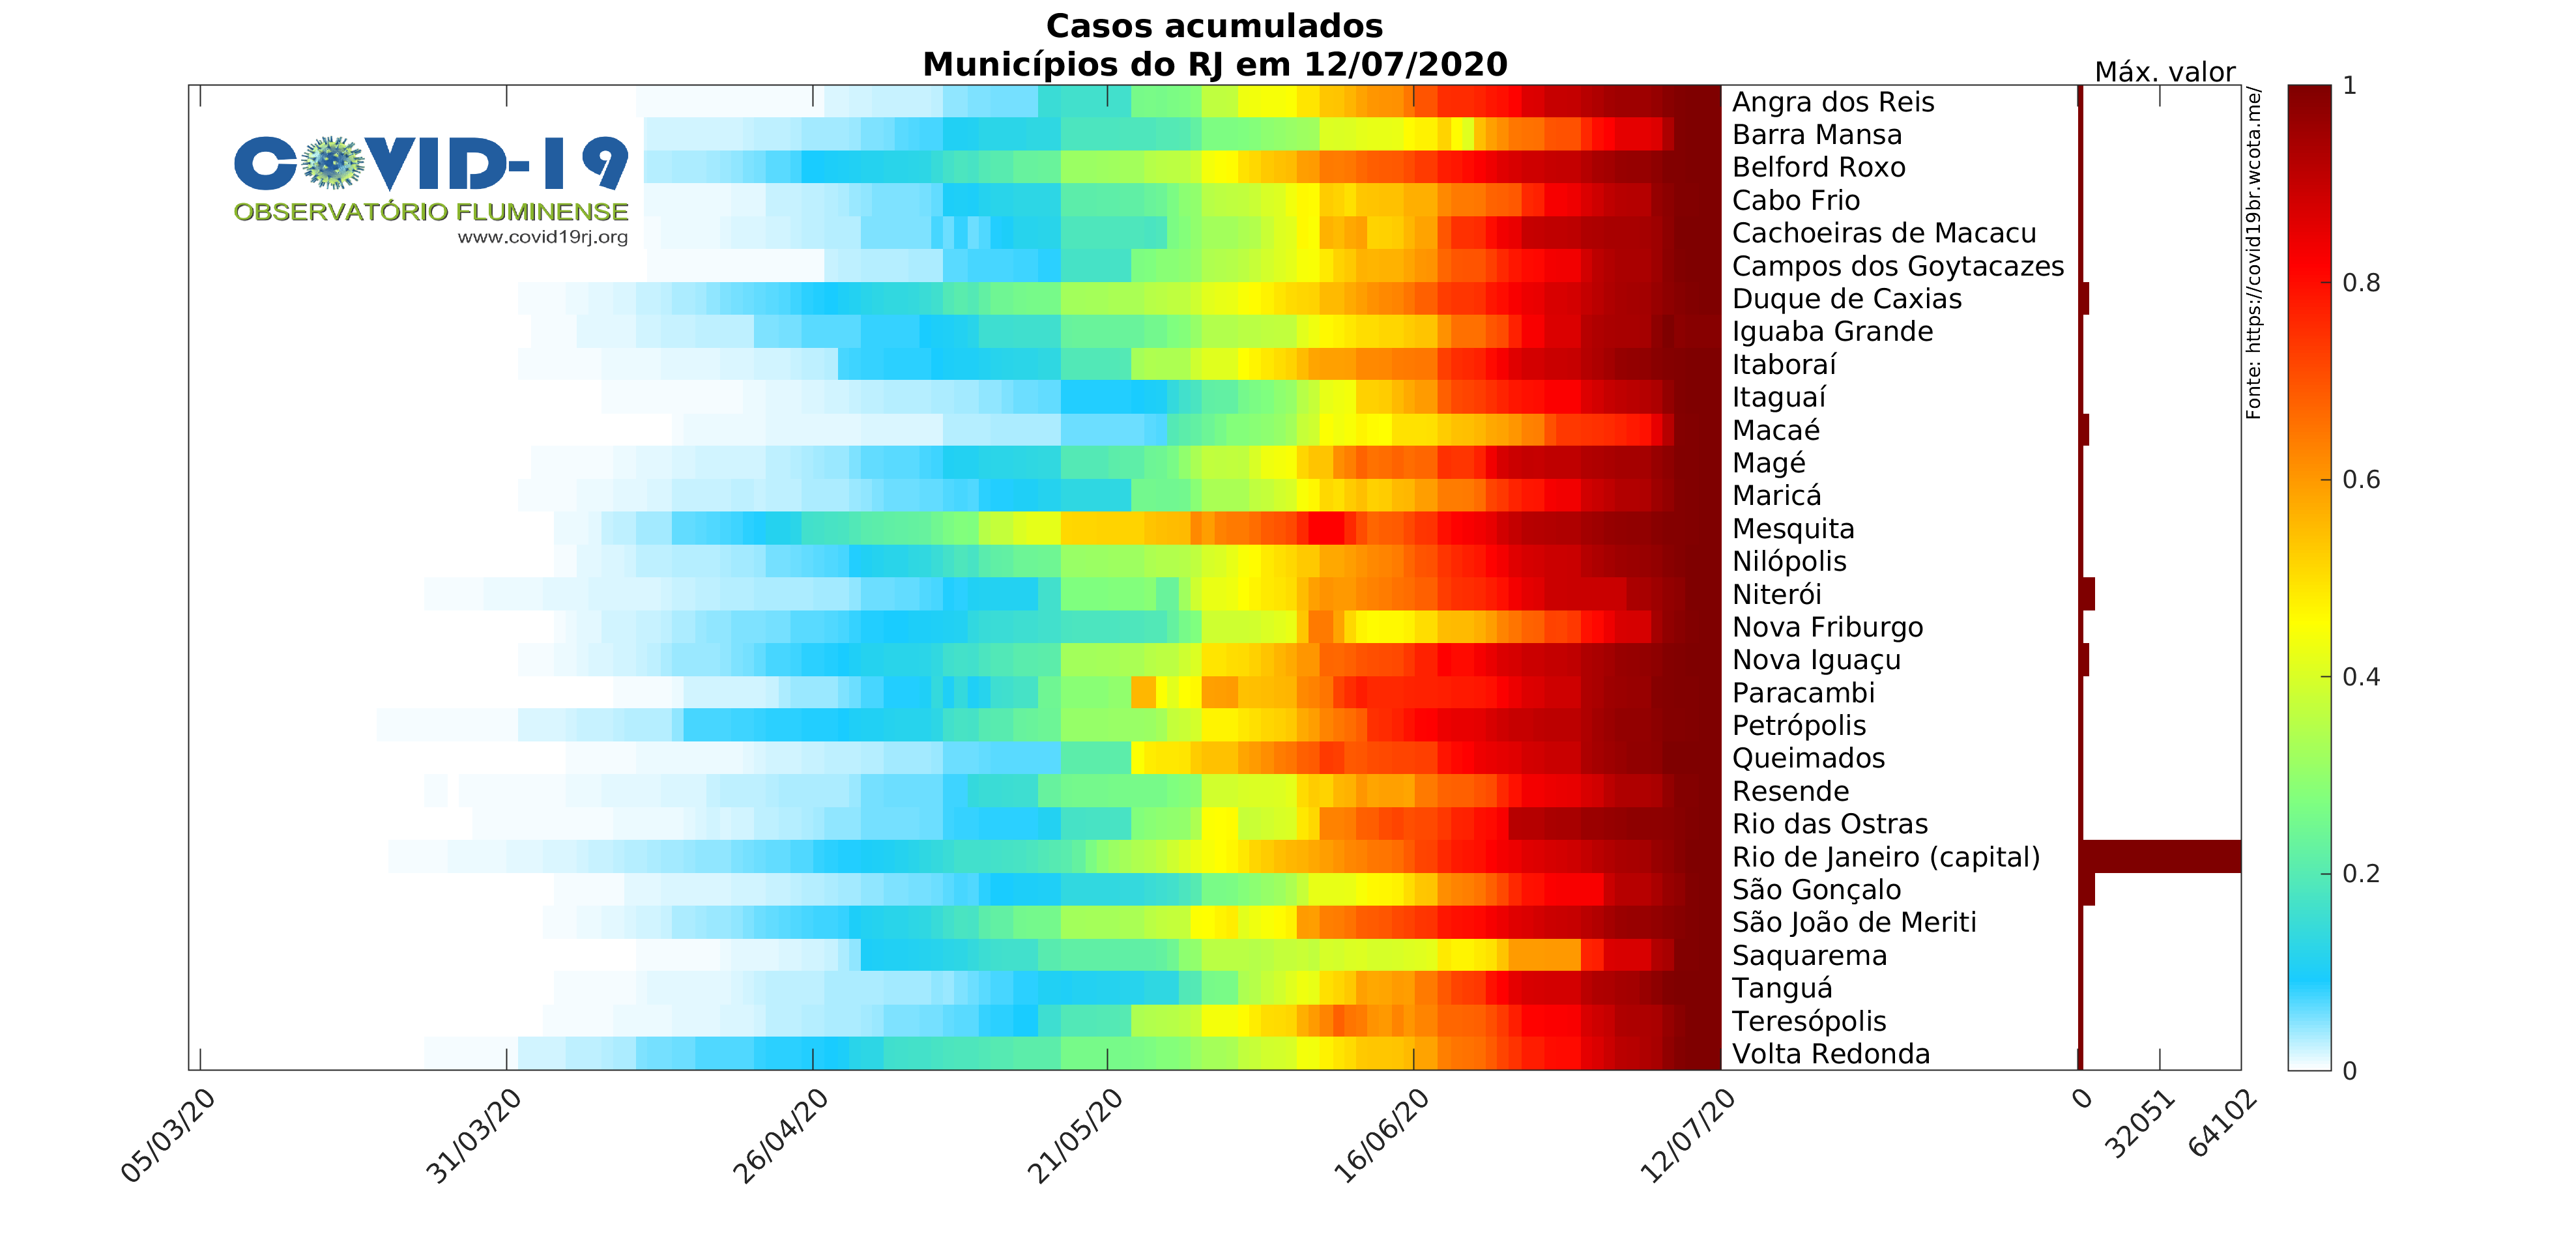 Casos acumulados
Municípios do RJ em 12/07/2020
Máx. valor
COVID-19
OBSERVATÓRIO FLUMINENSE
www.covid19rj.org
Angra dos Reis
Barra Mansa
Belford Roxo
Cabo Frio
Cachoeiras de Macacu
Campos dos Goytacazes
Duque de Caxias
Iguaba Grande
Itaboraí
Itaguaí
Macaé
Magé
Maricá
Mesquita
Nilópolis
Niterói
Nova Friburgo
Nova Iguaçu
Paracambi
Petrópolis
Queimados
Resende
Rio das Ostras
Rio de Janeiro (capital)
São Gonçalo
São João de Meriti
Saquarema
Tanguá
Teresópolis
Volta Redonda
Fonte: https://covid19br.wcota.me/
1
0.8
0.6
0.4
0.2
0
05/03/20
31/03/20
26/04/20
21/05/20
16/06/20
12/07/20
0
32051
64102